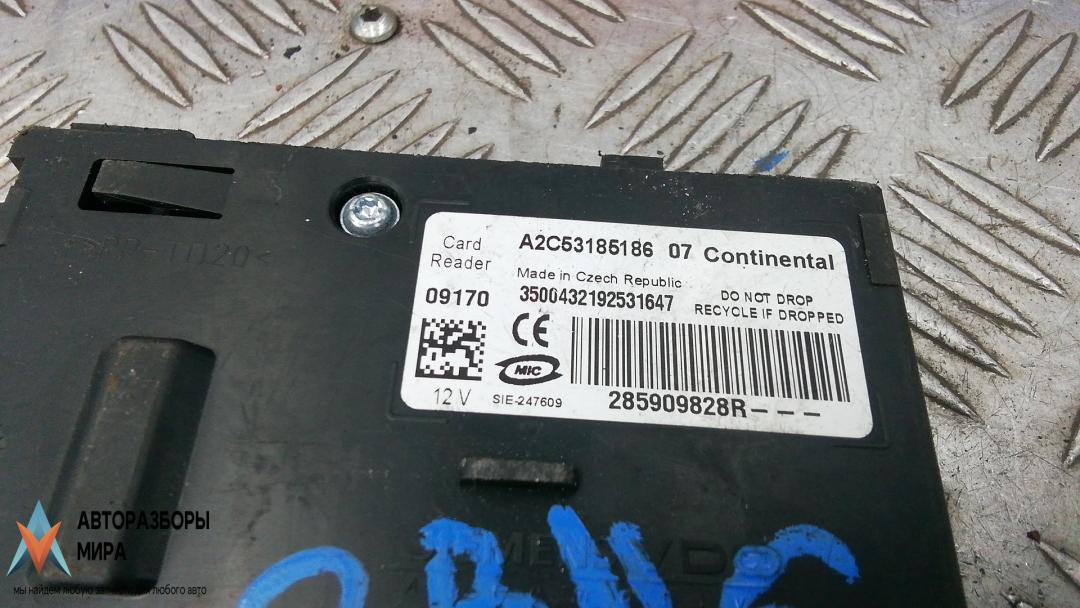 Card Reader
A2C53185186 07 Continental
Made in Czech Republic
09170
3500432192531647
DO NOT DROP
RECYCLE IF DROPPED
CE
MIC
12 V
SIE-247609
285909828R---
АВТОРАЗБОРЫ
МИРА